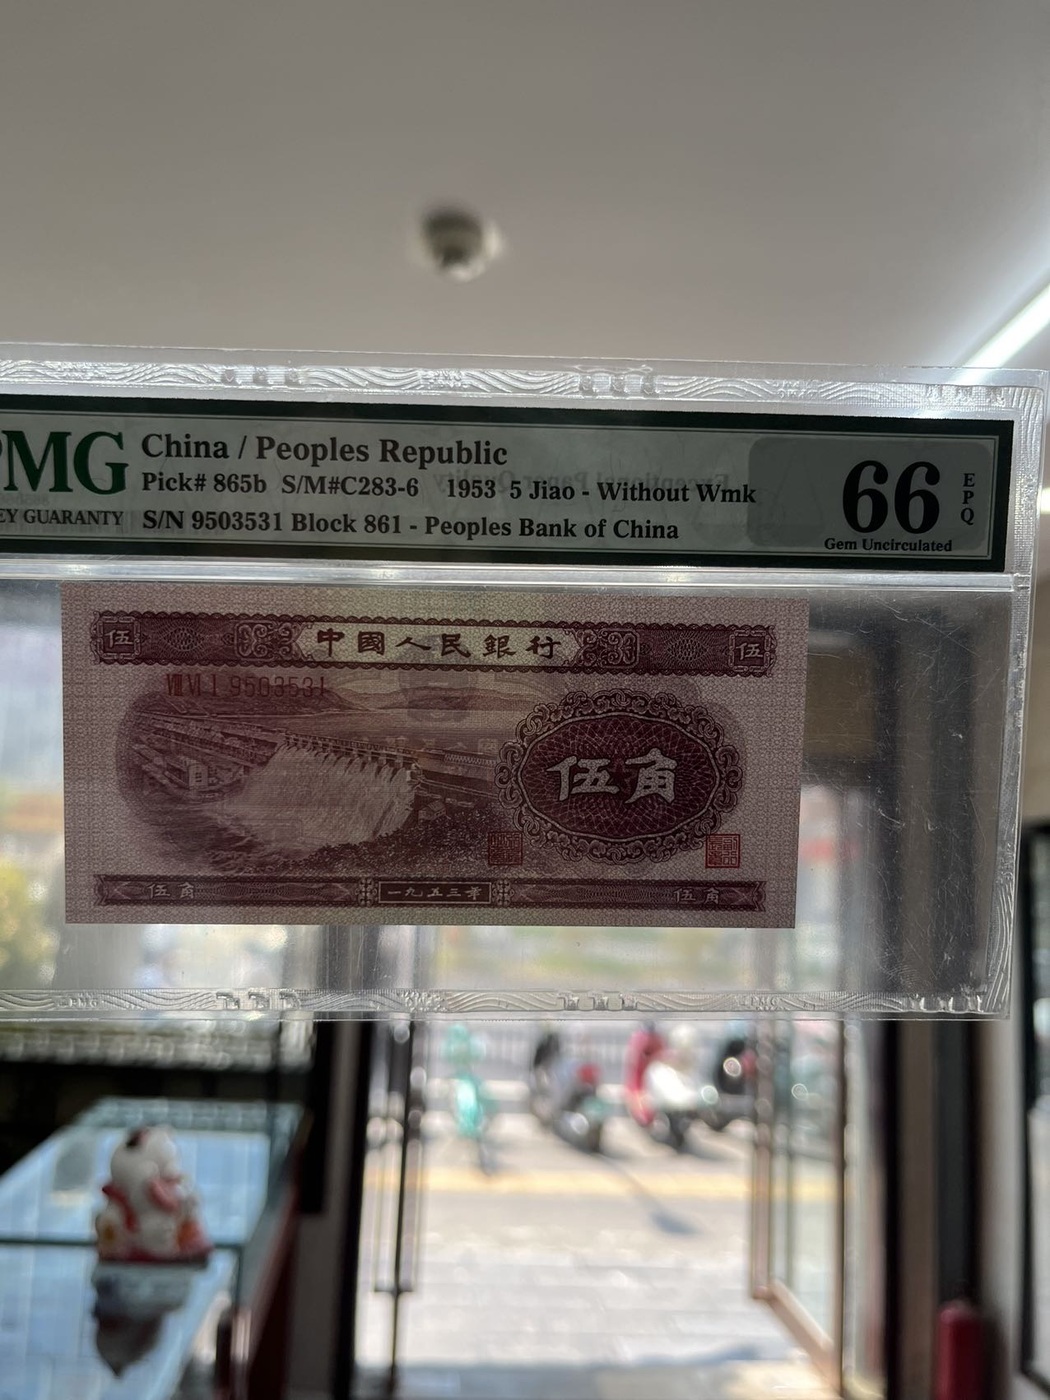 PMG
China / Peoples Republic
Pick# 865b S/M#C283-6 1953 5 Jiao - Without Wmk
EY GUARANTY
S/N 9503531 Block 861 - Peoples Bank of China
66
EPQ
Gem Uncirculated
伍 中國人民銀行 伍
VIII VI I 9503531
伍角
伍角 一九五三年 伍角